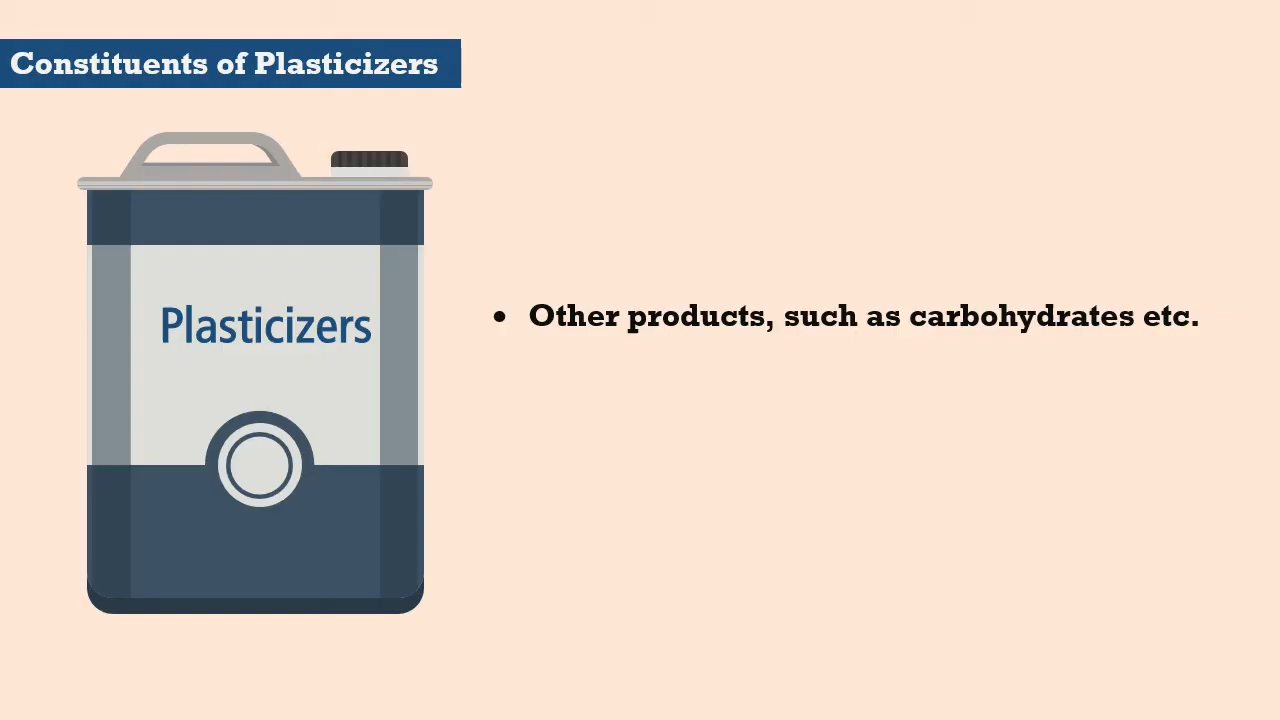 Constituents of Plasticizers
Plasticizers
• Other products, such as carbohydrates etc.